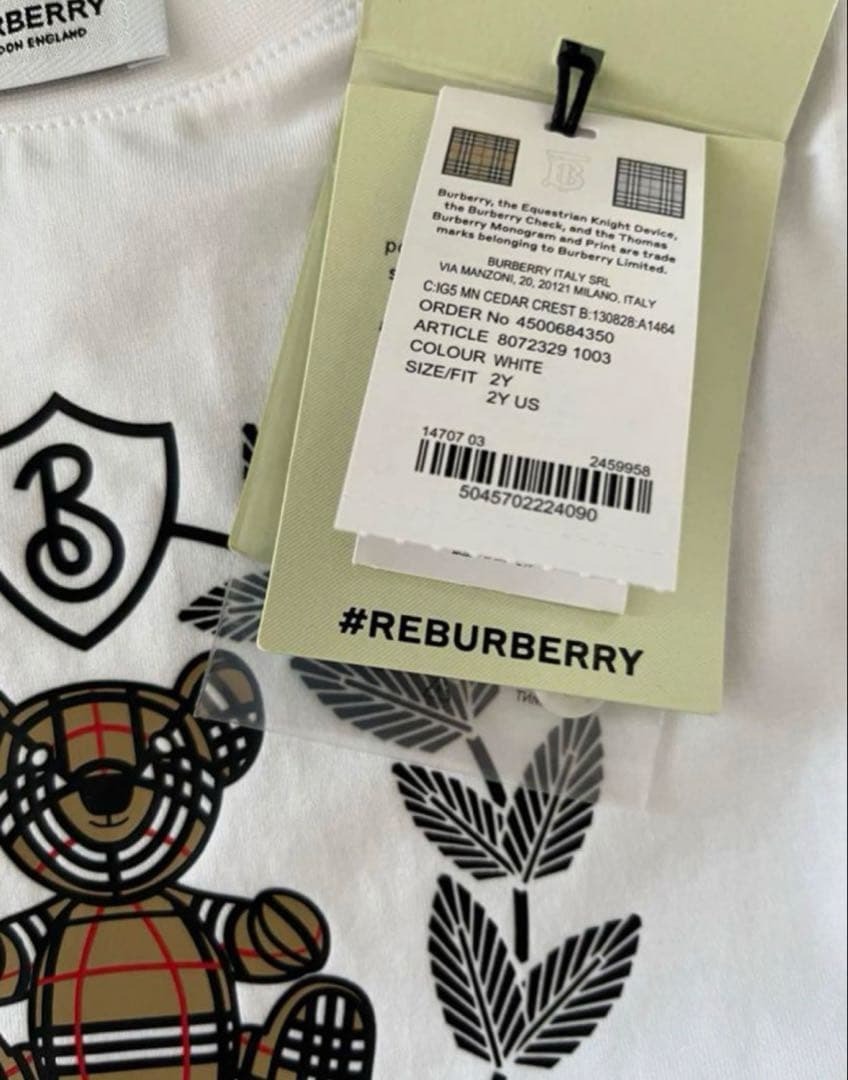 BERRY
DON ENGLAND
Burberry, the Equestrian Knight Device,
the Burberry Check, and the Thomas
Burberry Monogram and Print are trade
marks belonging to Burberry Limited.
BURBERRY ITALY SRL
VIA MANZONI, 20, 20121 MILANO, ITALY
C:IG5 MN CEDAR CREST B:130828:A1464
ORDER No 4500684350
ARTICLE 8072329 1003
COLOUR WHITE
SIZE/FIT 2Y
2Y US
14707 03 2459958
5045702224090
#REBURBERRY
B